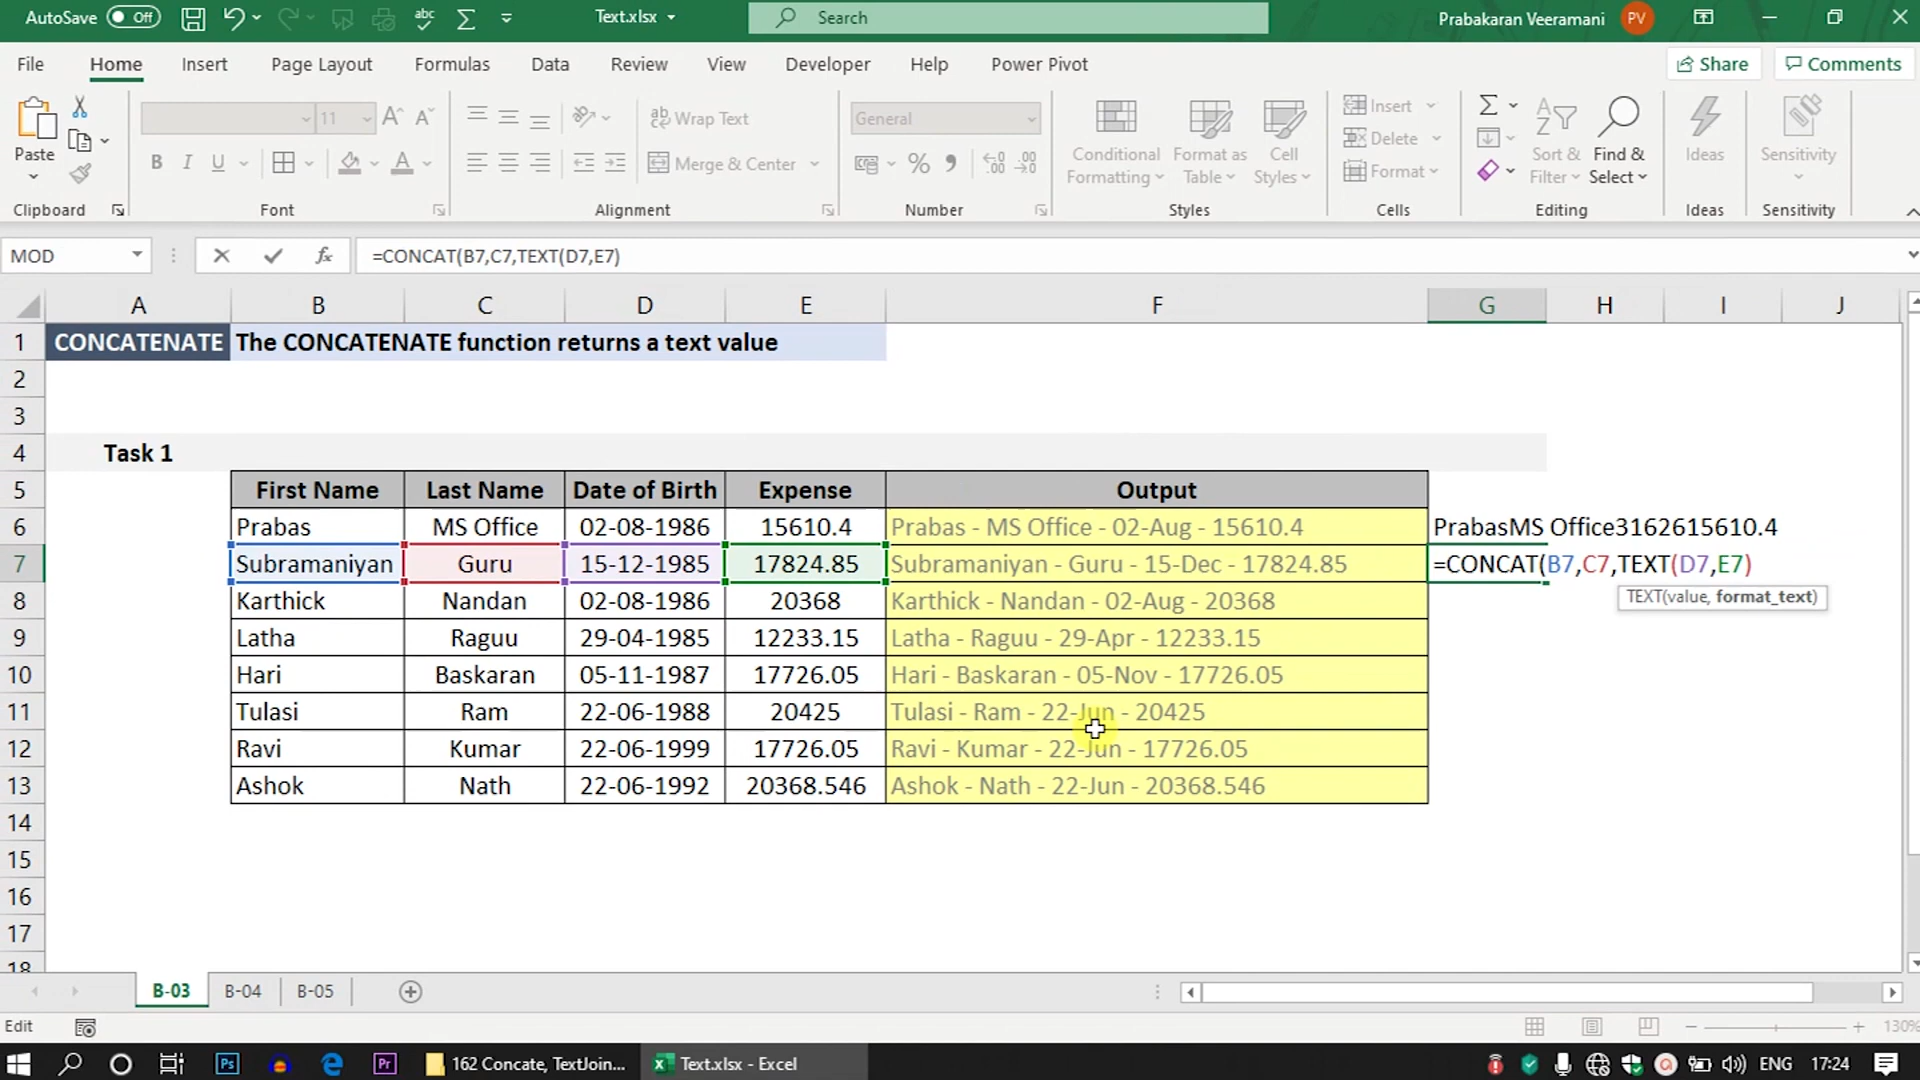 AutoSave Off Text.xlsx Search Prabakaran Veeramani PV
File Home Insert Page Layout Formulas Data Review View Developer Help Power Pivot Share Comments
Paste 11 Wrap Text General Conditional Formatting Format as Table Cell Styles Insert Sort & Filter Find & Select Ideas Sensitivity
B I U Merge & Center % Delete
Format
Clipboard Font Alignment Number Styles Cells Editing Ideas Sensitivity
MOD fx =CONCAT(B7,C7,TEXT(D7,E7)
A B C D E F G H I J
1 CONCATENATE The CONCATENATE function returns a text value
2
3
4 Task 1
5 First Name Last Name Date of Birth Expense Output
6 Prabas MS Office 02-08-1986 15610.4 Prabas - MS Office - 02-Aug - 15610.4 PrabasMS Office3162615610.4
7 Subramaniyan Guru 15-12-1985 17824.85 Subramaniyan - Guru - 15-Dec - 17824.85 =CONCAT(B7,C7,TEXT(D7,E7)
TEXT(value, format_text)
8 Karthick Nandan 02-08-1986 20368 Karthick - Nandan - 02-Aug - 20368
9 Latha Raguu 29-04-1985 12233.15 Latha - Raguu - 29-Apr - 12233.15
10 Hari Baskaran 05-11-1987 17726.05 Hari - Baskaran - 05-Nov - 17726.05
11 Tulasi Ram 22-06-1988 20425 Tulasi - Ram - 22-Jun - 20425
12 Ravi Kumar 22-06-1999 17726.05 Ravi - Kumar - 22-Jun - 17726.05
13 Ashok Nath 22-06-1992 20368.546 Ashok - Nath - 22-Jun - 20368.546
14
15
16
17
18
B-03 B-04 B-05
Edit 130%
Ps Pr 162 Concate, TextJoin... Text.xlsx - Excel ENG 17:24